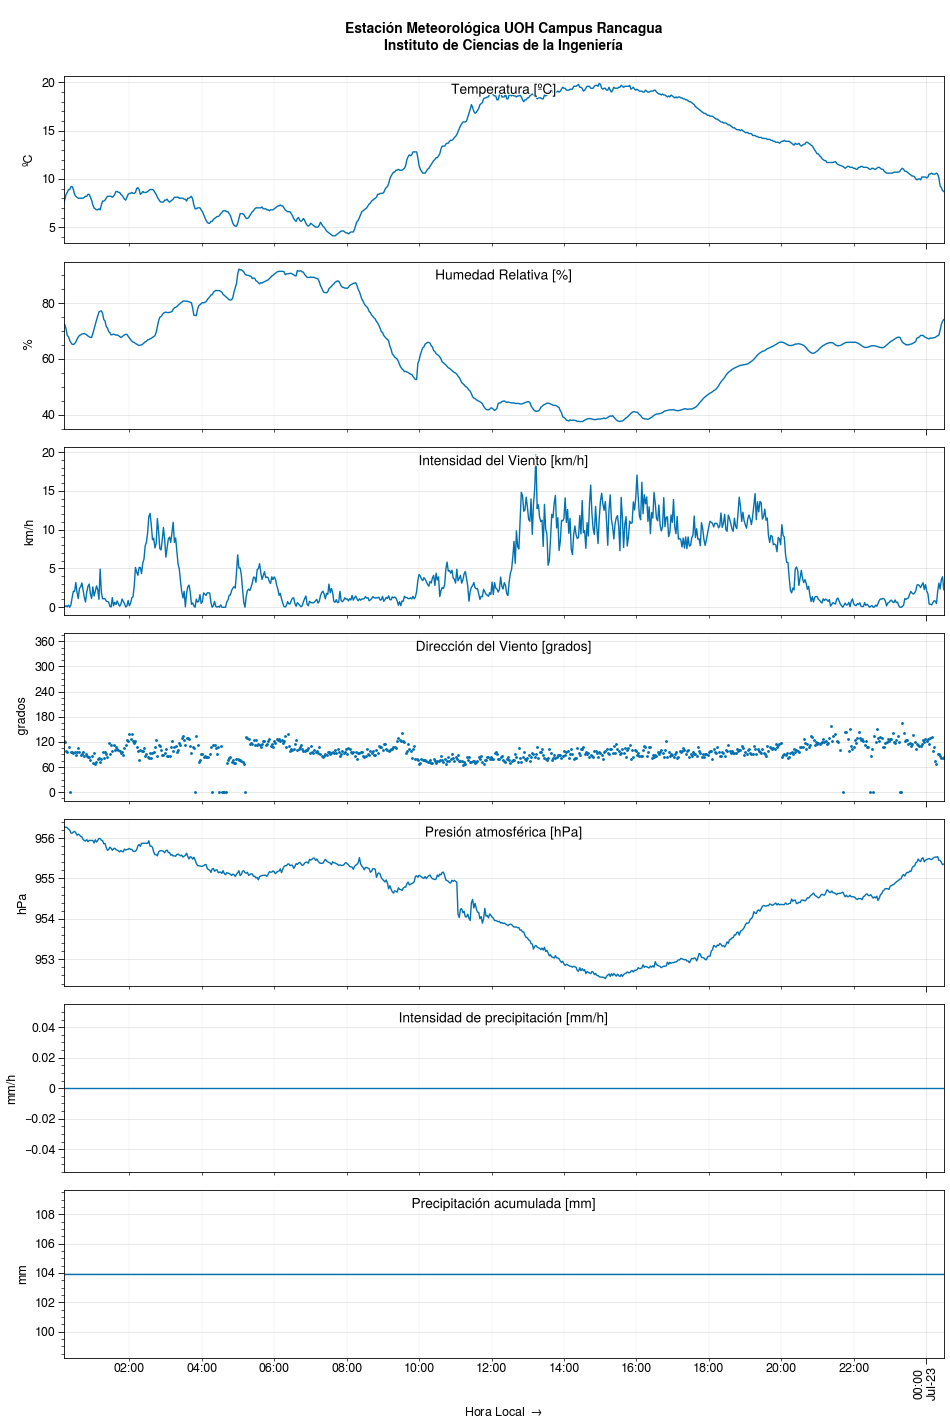 Estación Meteorológica UOH Campus Rancagua
Instituto de Ciencias de la Ingeniería
Temperatura [ºC]
ºC
20
15
10
5
Humedad Relativa [%]
%
80
60
40
Intensidad del Viento [km/h]
km/h
20
15
10
5
0
Dirección del Viento [grados]
grados
360
300
240
180
120
60
0
Presión atmosférica [hPa]
hPa
956
955
954
953
Intensidad de precipitación [mm/h]
mm/h
0.04
0.02
0
−0.02
−0.04
Precipitación acumulada [mm]
mm
108
106
104
102
100
02:00 04:00 06:00 08:00 10:00 12:00 14:00 16:00 18:00 20:00 22:00 00:00
Jul-23
Hora Local →